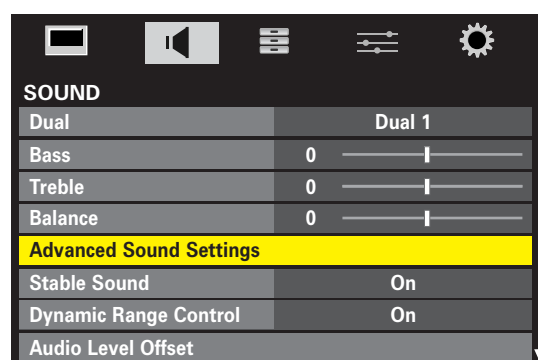 SOUND
Dual Dual 1
Bass 0
Treble 0
Balance 0
Advanced Sound Settings
Stable Sound On
Dynamic Range Control On
Audio Level Offset